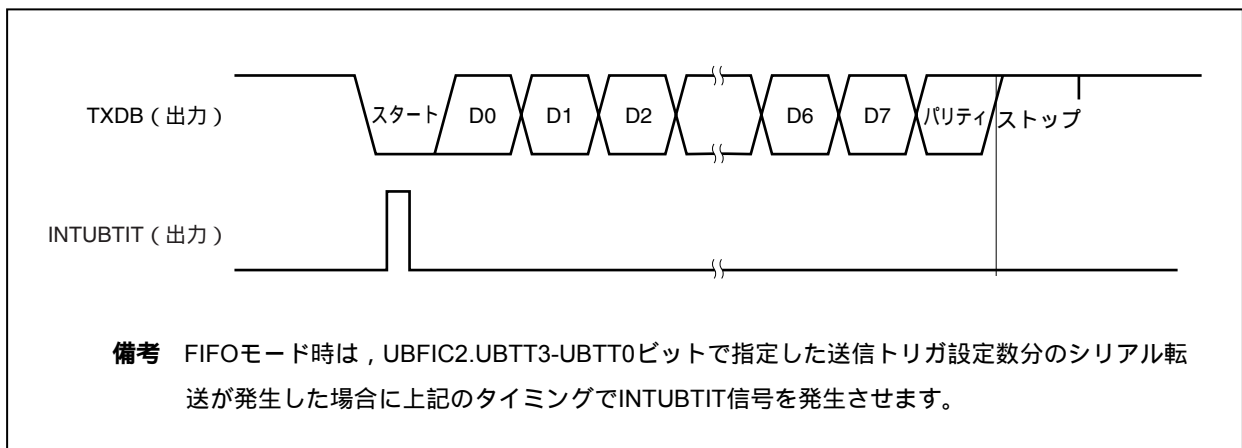 TXDB（出力）
スタート D0 D1 D2 D6 D7 パリティ ストップ
INTUBTIT（出力）
備考 FIFOモード時は，UBFIC2.UBTT3-UBTT0ビットで指定した送信トリガ設定数分のシリアル転
送が発生した場合に上記のタイミングでINTUBTIT信号を発生させます。